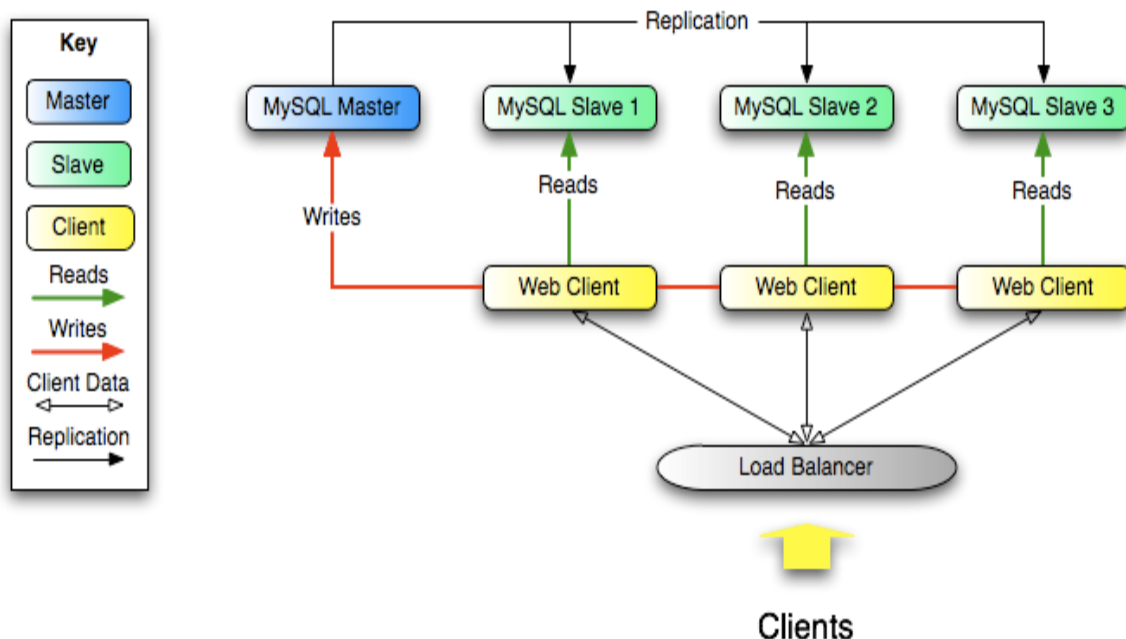 Key
Master
Slave
Client
Reads
Writes
Client Data
Replication
Replication
MySQL Master
MySQL Slave 1
MySQL Slave 2
MySQL Slave 3
Reads
Reads
Reads
Writes
Web Client
Web Client
Web Client
Load Balancer
Clients